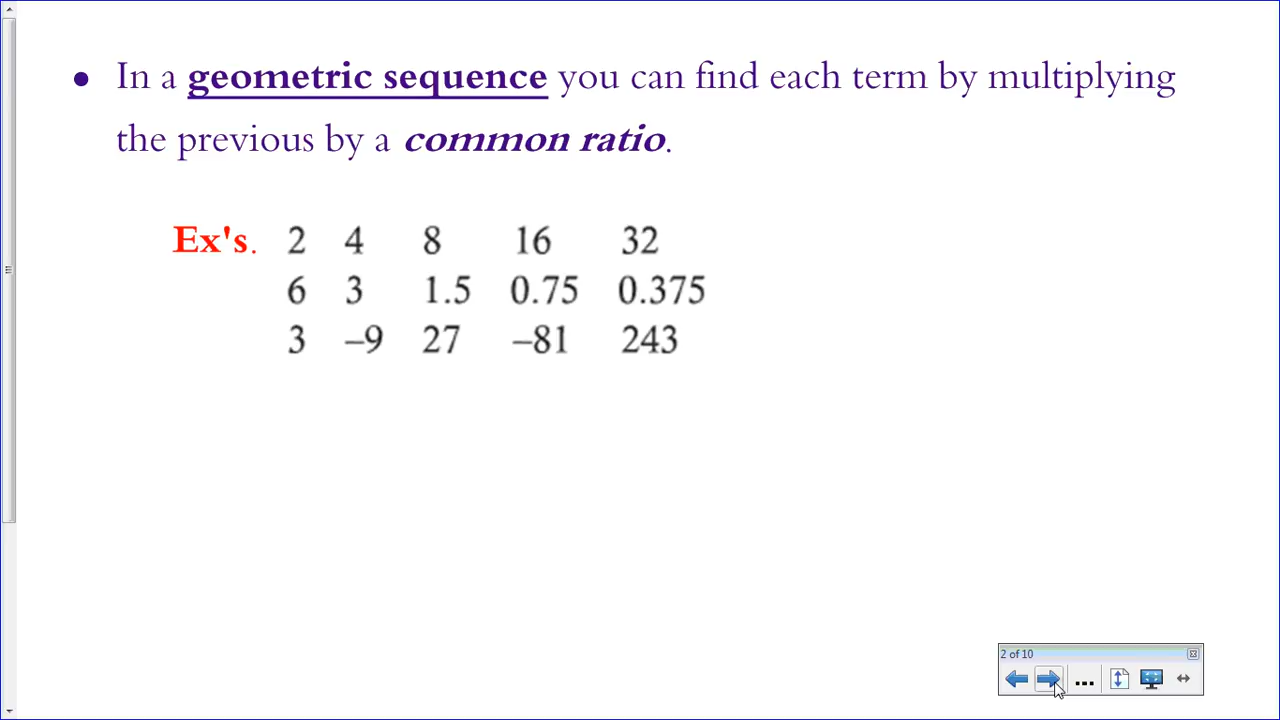 • In a geometric sequence you can find each term by multiplying
the previous by a common ratio.
Ex's. 2 4 8 16 32
6 3 1.5 0.75 0.375
3 –9 27 –81 243
2 of 10
...